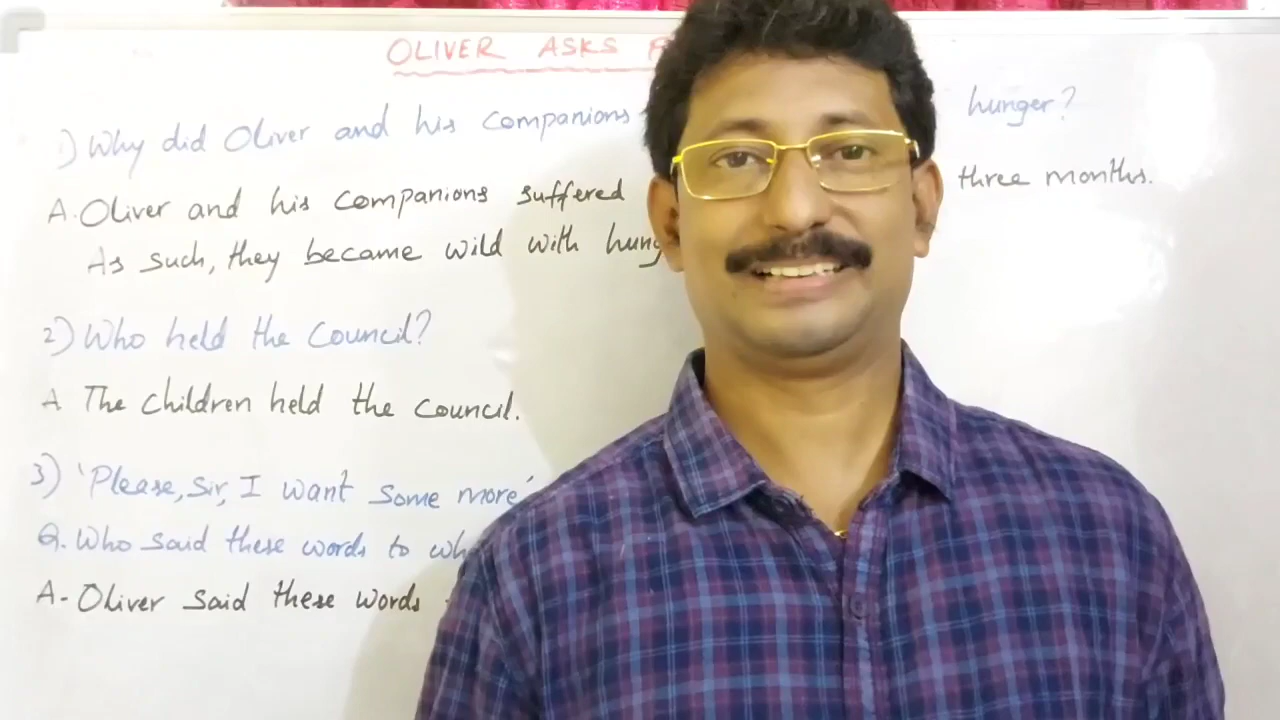 OLIVER ASKS
1) Why did Oliver and his companions hunger?
A. Oliver and his companions suffered three months.
As such, they became wild with
2) Who held the Council?
A The children held the council.
3) 'Please, Sir, I want some more'
Q. Who said these words to
A- Oliver said these words